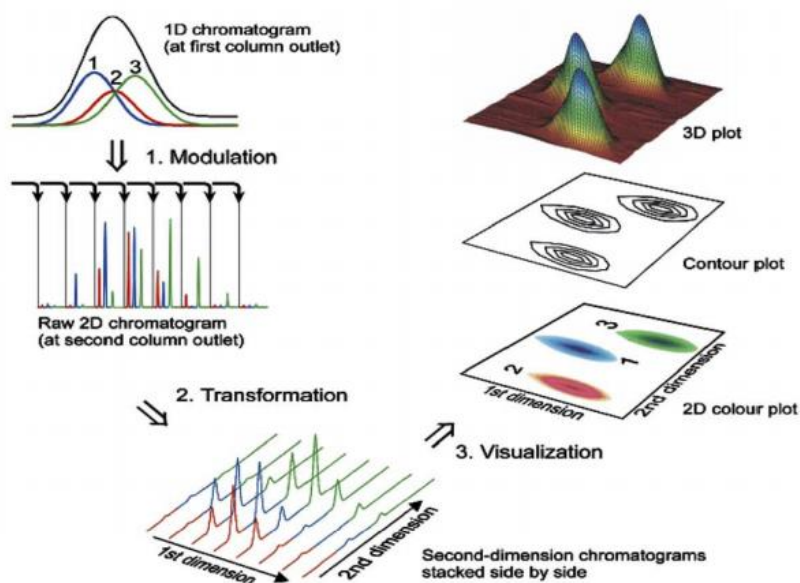 1D chromatogram
(at first column outlet)
1
2
3
1. Modulation
Raw 2D chromatogram
(at second column outlet)
2. Transformation
1st dimension
2nd dimension
Second-dimension chromatograms
stacked side by side
3. Visualization
3D plot
Contour plot
3
1
2
1st dimension
2nd dimension
2D colour plot